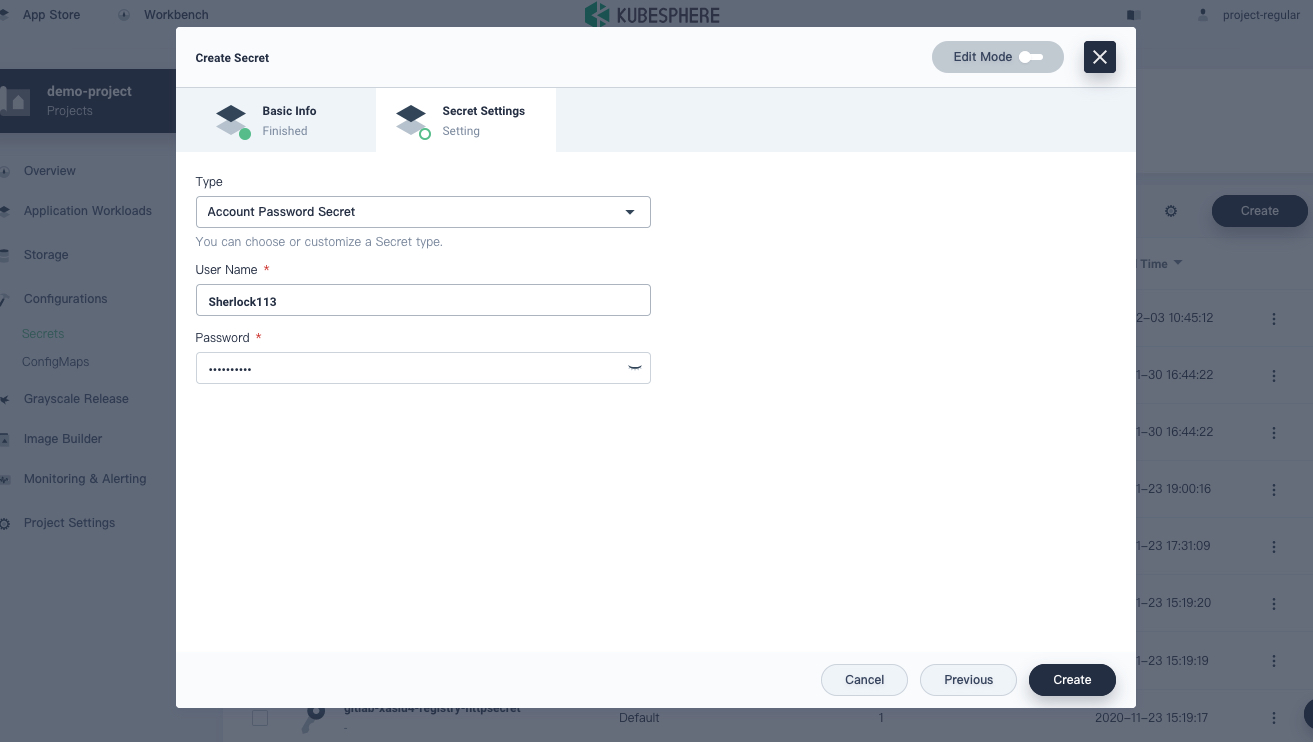 App Store
Workbench
KUBESPHERE
project-regular
Create Secret
Edit Mode
demo-project
Projects
Basic Info
Finished
Secret Settings
Setting
Overview
Application Workloads
Storage
Configurations
Secrets
ConfigMaps
Grayscale Release
Image Builder
Monitoring & Alerting
Project Settings
Type
Account Password Secret
You can choose or customize a Secret type.
User Name *
Sherlock113
Password *
••••••••••
Create
Time
2-03 10:45:12
1-30 16:44:22
1-30 16:44:22
1-23 19:00:16
1-23 17:31:09
1-23 15:19:20
1-23 15:19:19
Cancel
Previous
Create
Default
1
2020-11-23 15:19:17
-